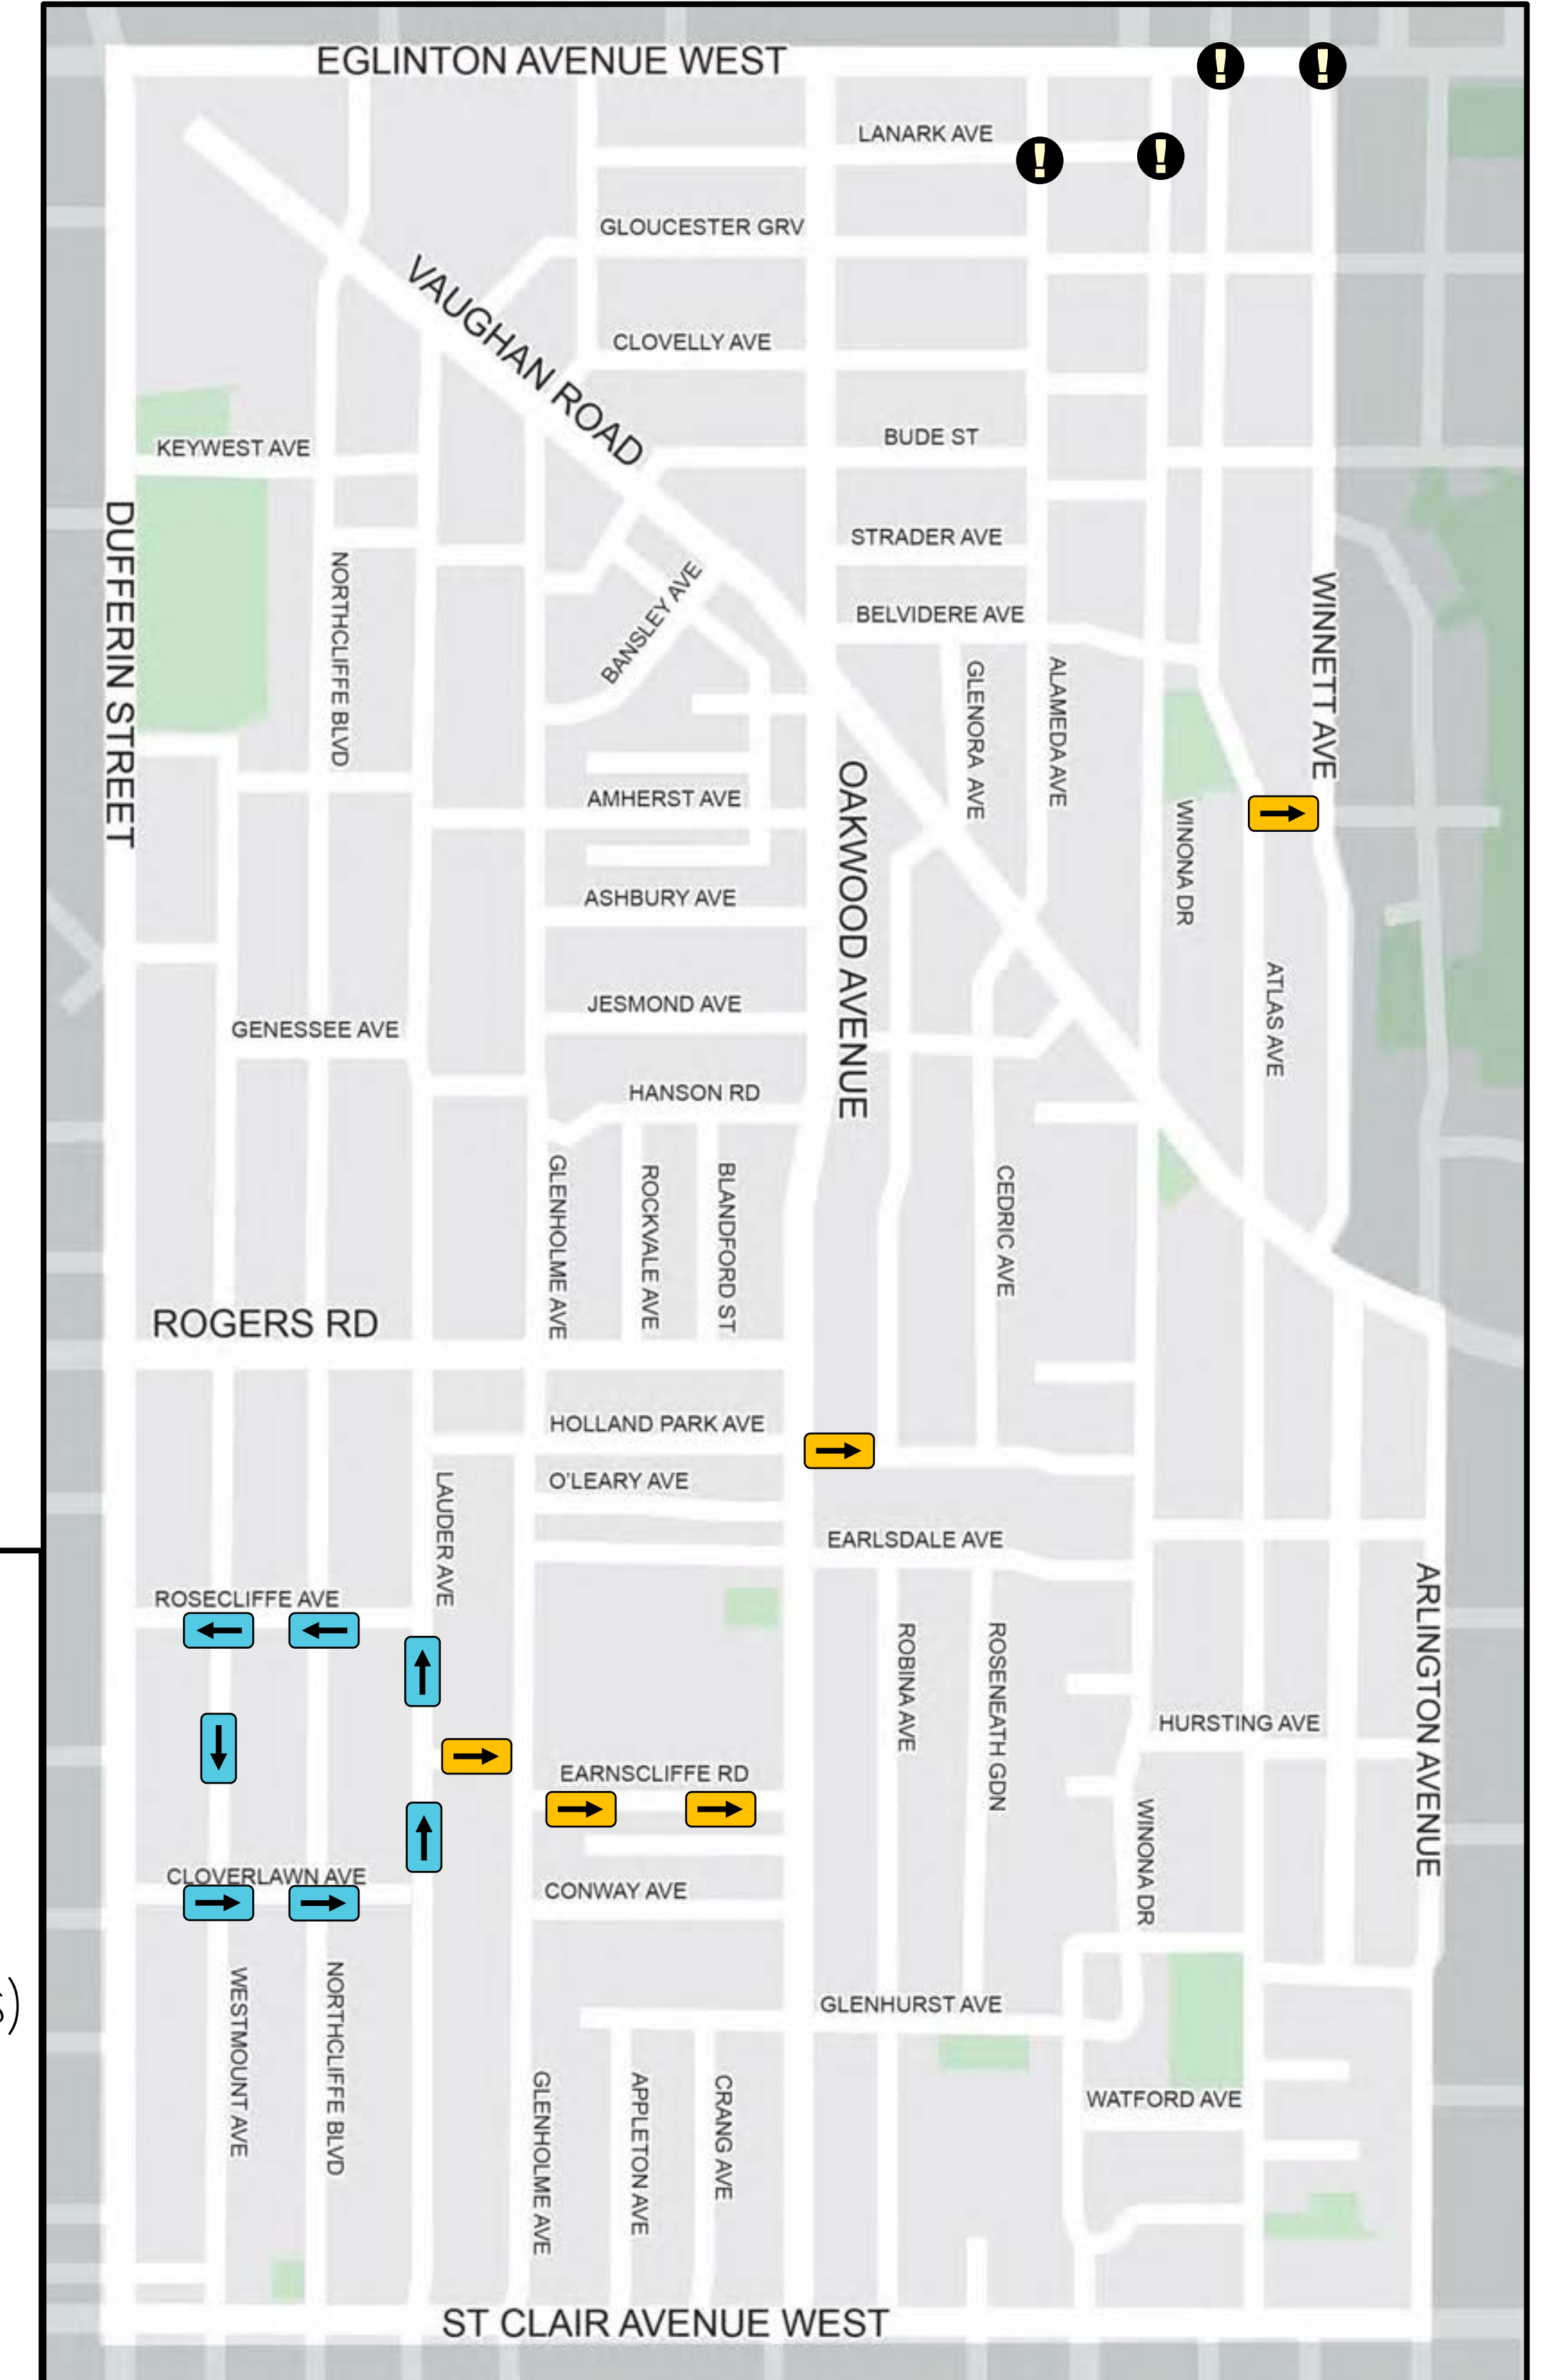 EGLINTON AVENUE WEST
!
!
LANARK AVE
!
!
GLOUCESTER GRV
VAUGHAN ROAD
CLOVELLY AVE
KEYWEST AVE
BUDE ST
DUFFERIN STREET
STRADER AVE
NORTHCLIFFE BLVD
BANSLEY AVE
BELVIDERE AVE
WINNETT AVE
GLENORA AVE
ALAMEDA AVE
OAKWOOD AVENUE
AMHERST AVE
WINONA DR
ASHBURY AVE
ATLAS AVE
JESMOND AVE
GENESSEE AVE
HANSON RD
GLENHOLME AVE
ROCKVALE AVE
BLANDFORD ST
CEDRIC AVE
ROGERS RD
HOLLAND PARK AVE
LAUDER AVE
O'LEARY AVE
EARLSDALE AVE
ROSECLIFFE AVE
ARLINGTON AVENUE
ROBINA AVE
ROSENEATH GDN
HURSTING AVE
EARNSCLIFFE RD
WINONA DR
CLOVERLAWN AVE
CONWAY AVE
WESTMOUNT AVE
NORTHCLIFFE BLVD
s)
GLENHURST AVE
GLENHOLME AVE
APPLETON AVE
CRANG AVE
WATFORD AVE
ST CLAIR AVENUE WEST